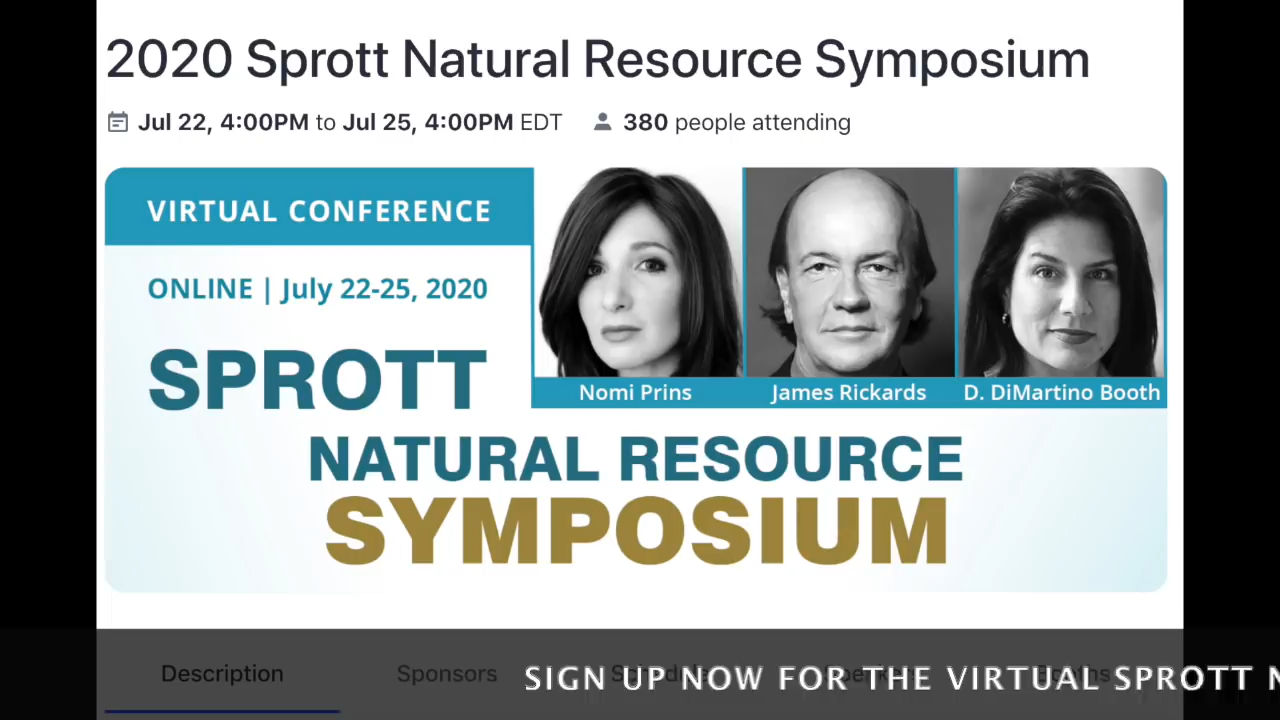 2020 Sprott Natural Resource Symposium
Jul 22, 4:00PM to Jul 25, 4:00PM EDT 380 people attending
VIRTUAL CONFERENCE
ONLINE | July 22-25, 2020
SPROTT
Nomi Prins James Rickards D. DiMartino Booth
NATURAL RESOURCE
SYMPOSIUM
Description Sponsors
SIGN UP NOW FOR THE VIRTUAL SPROTT